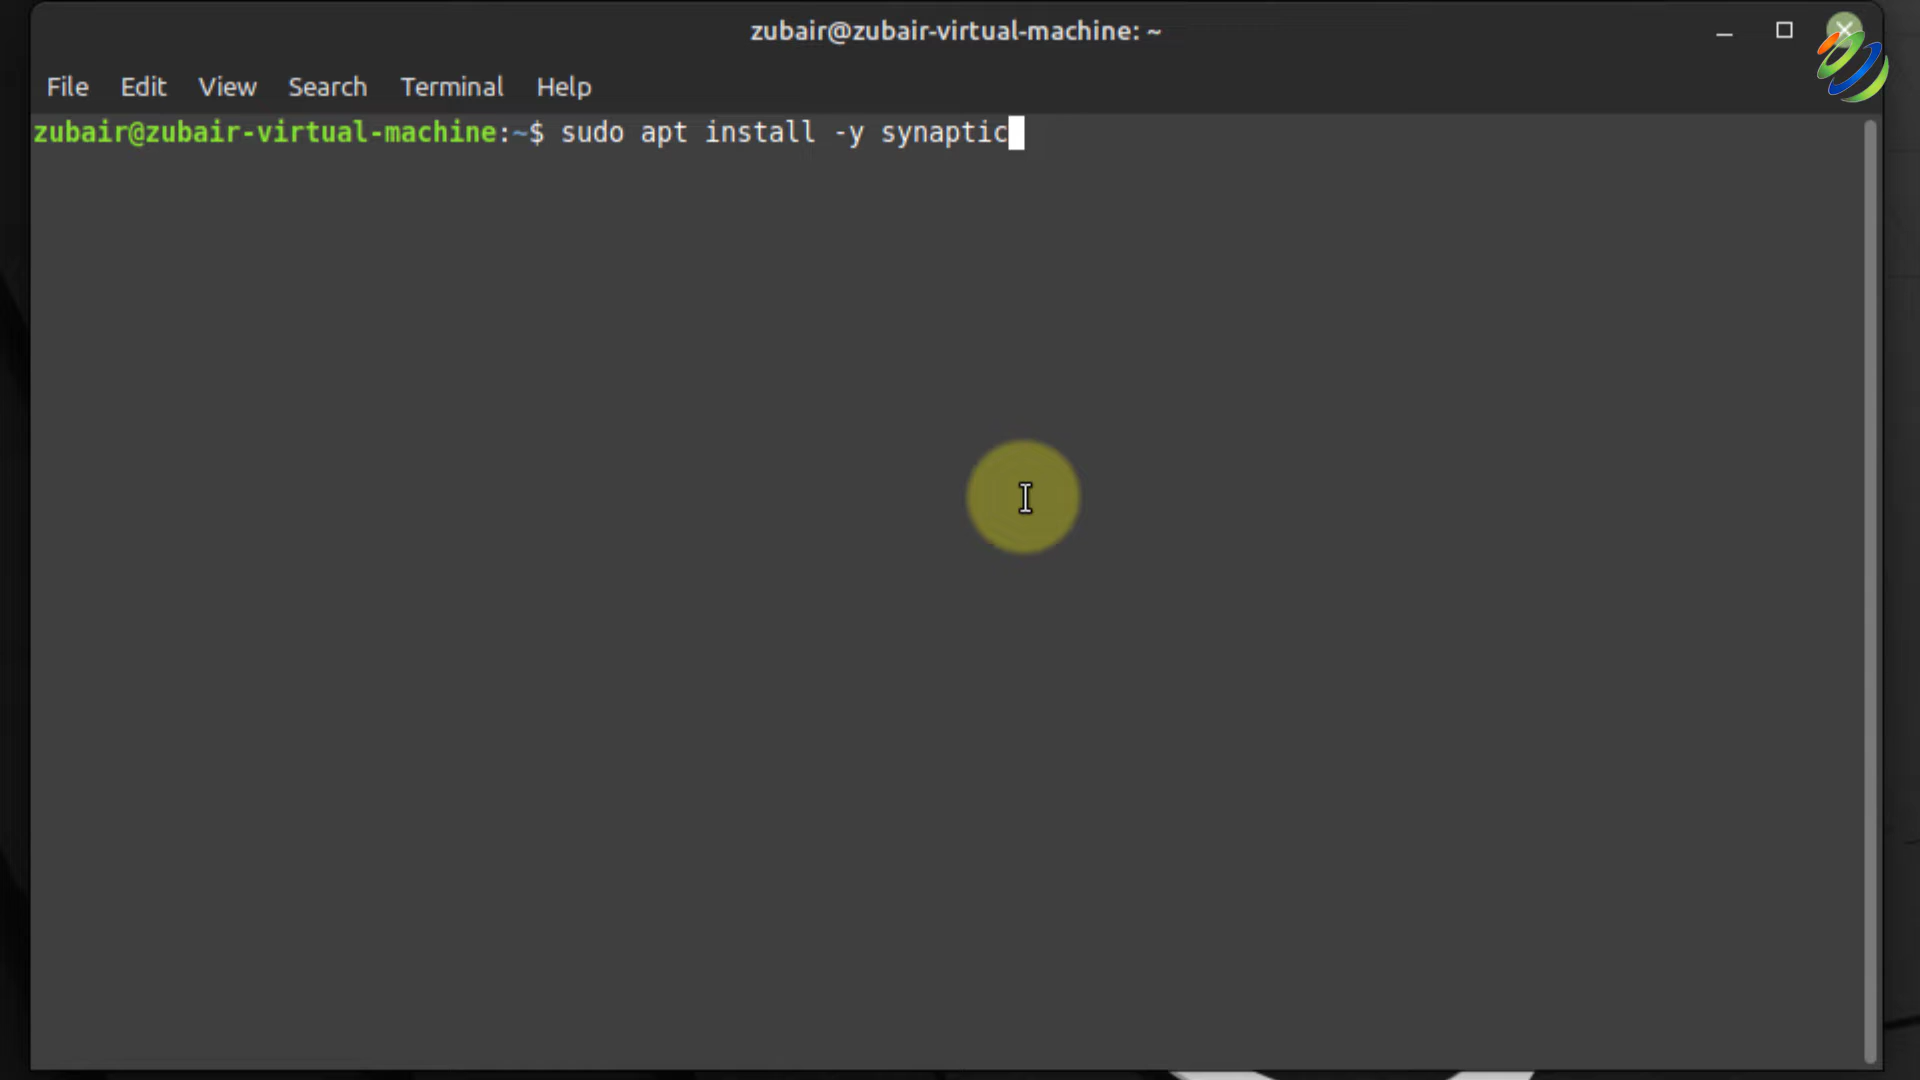 zubair@zubair-virtual-machine: ~
File Edit View Search Terminal Help
zubair@zubair-virtual-machine:~$ sudo apt install -y synaptic